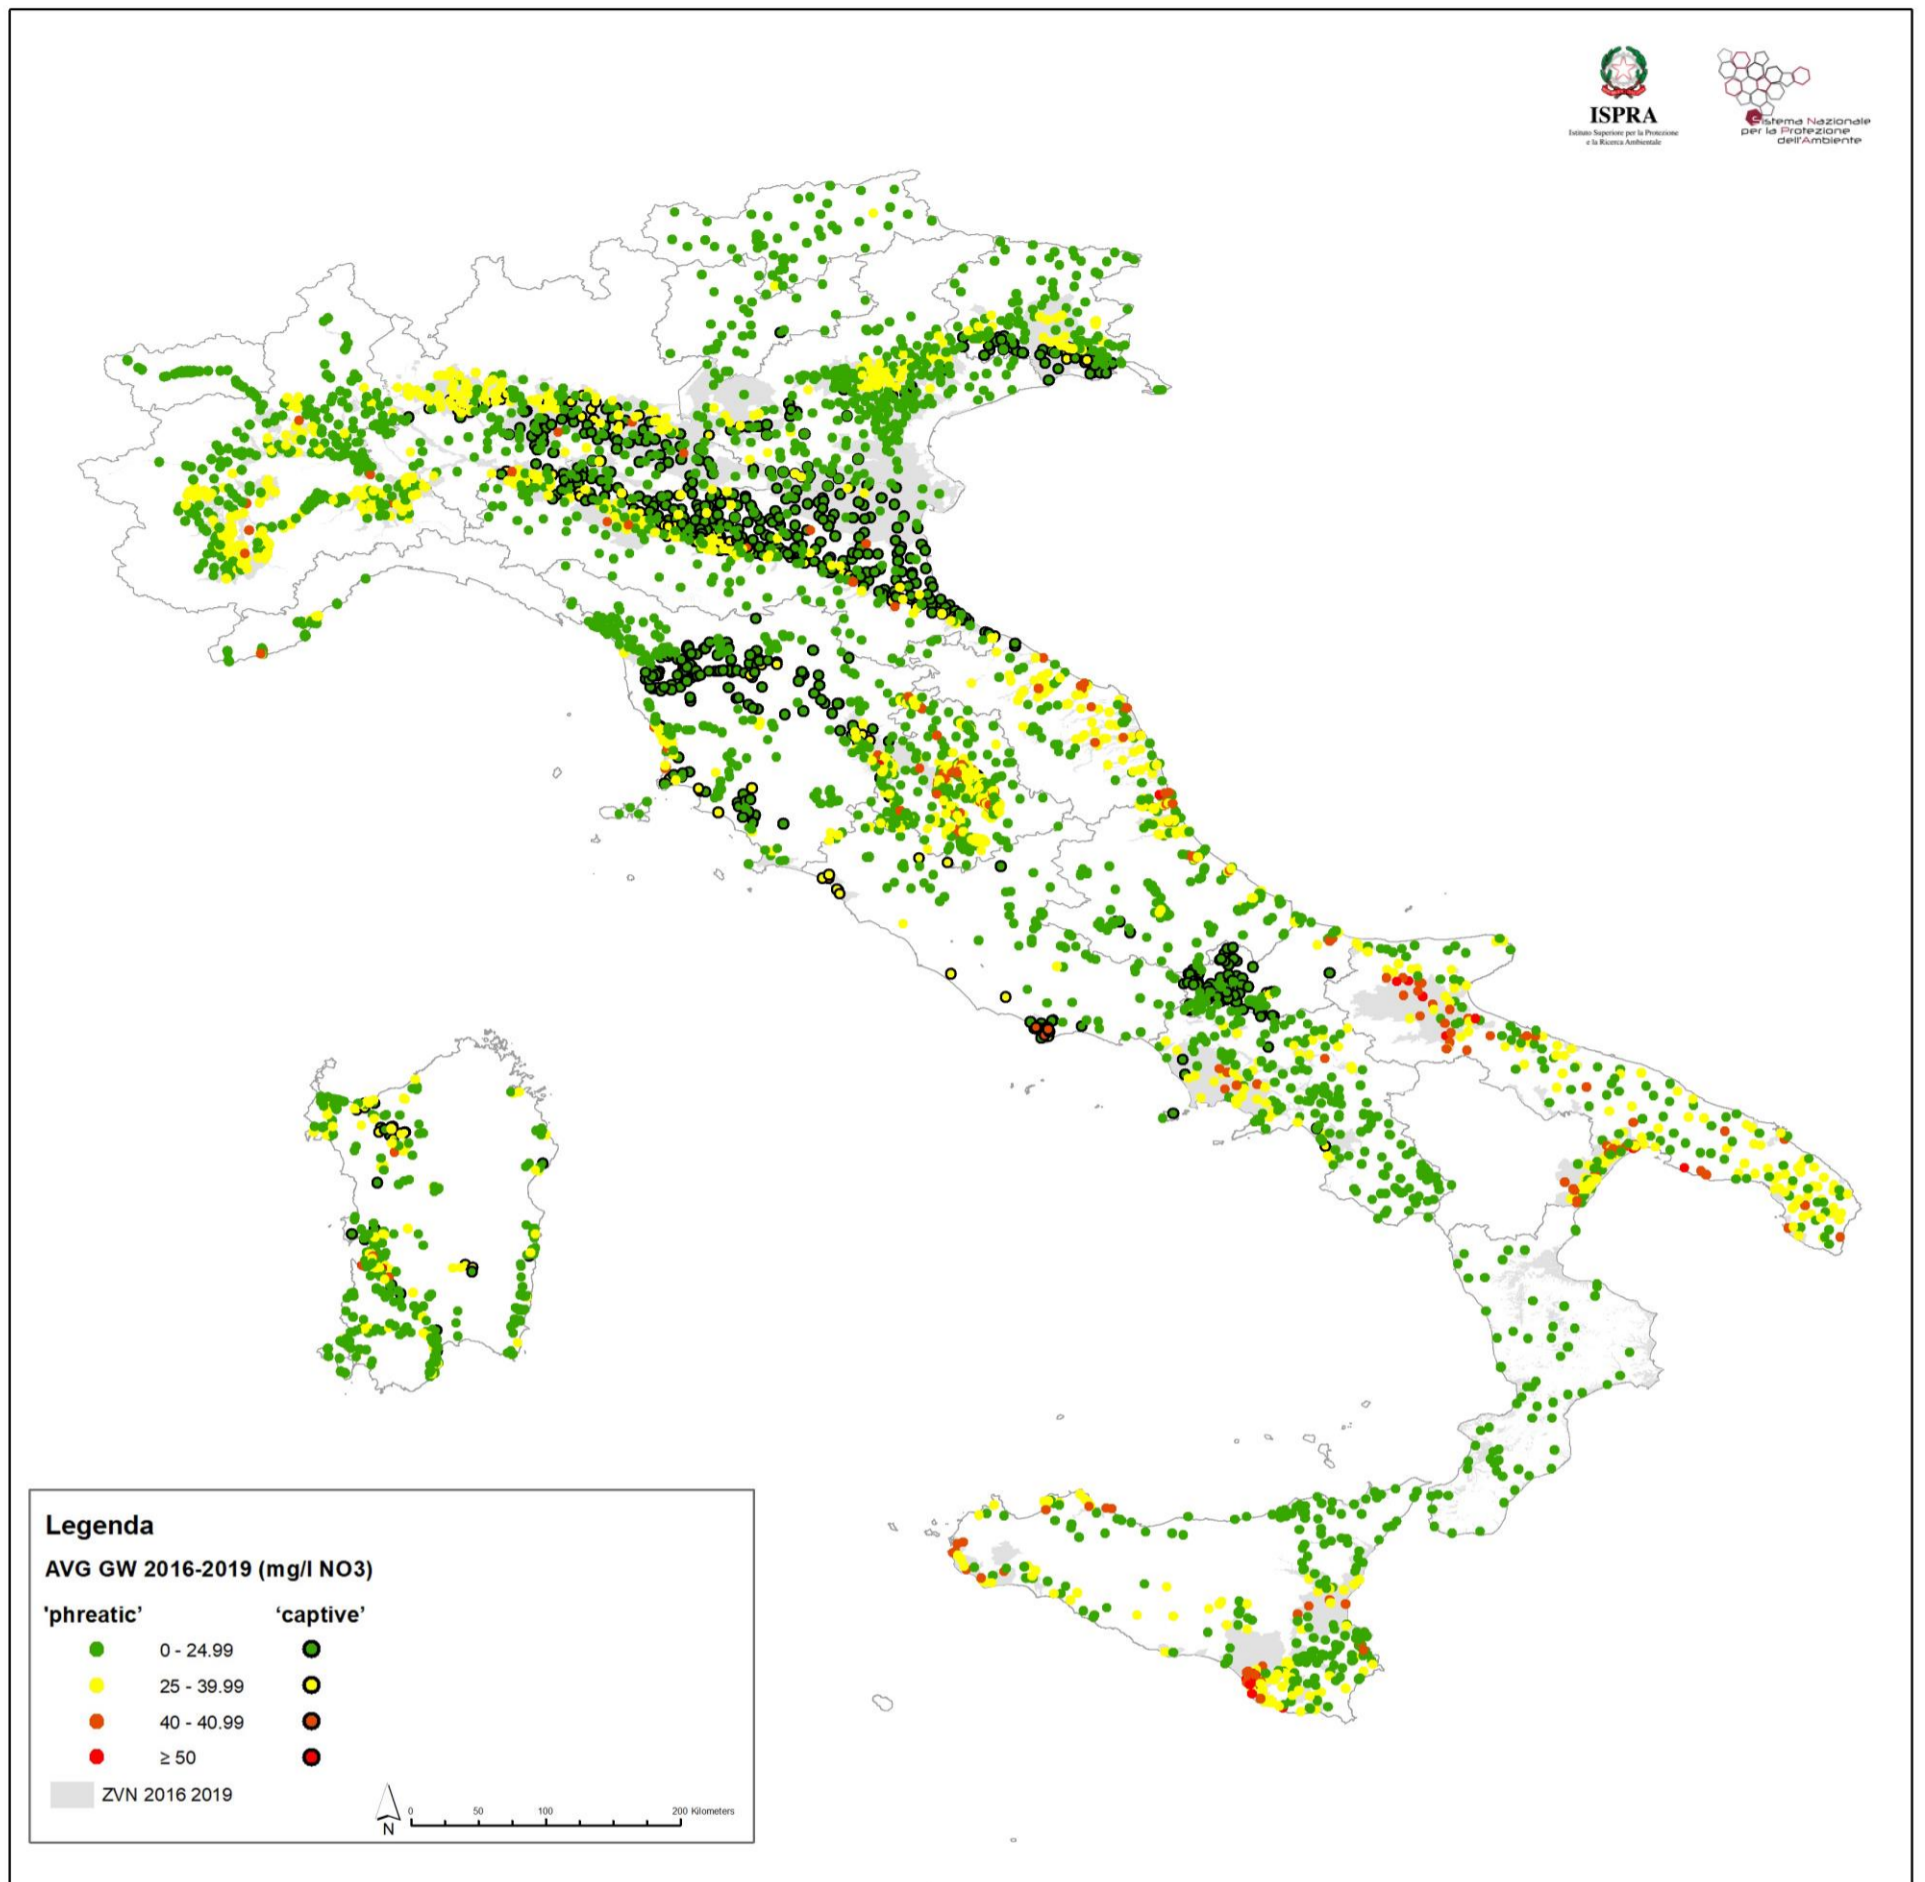 ISPRA
Istituto Superiore per la Protezione
e la Ricerca Ambientale
Sistema Nazionale
per la Protezione
dell'Ambiente
Legenda
AVG GW 2016-2019 (mg/l NO3)
'phreatic' ‘captive’
0 - 24.99
25 - 39.99
40 - 40.99
≥ 50
ZVN 2016 2019
N
0 50 100 200 Kilometers